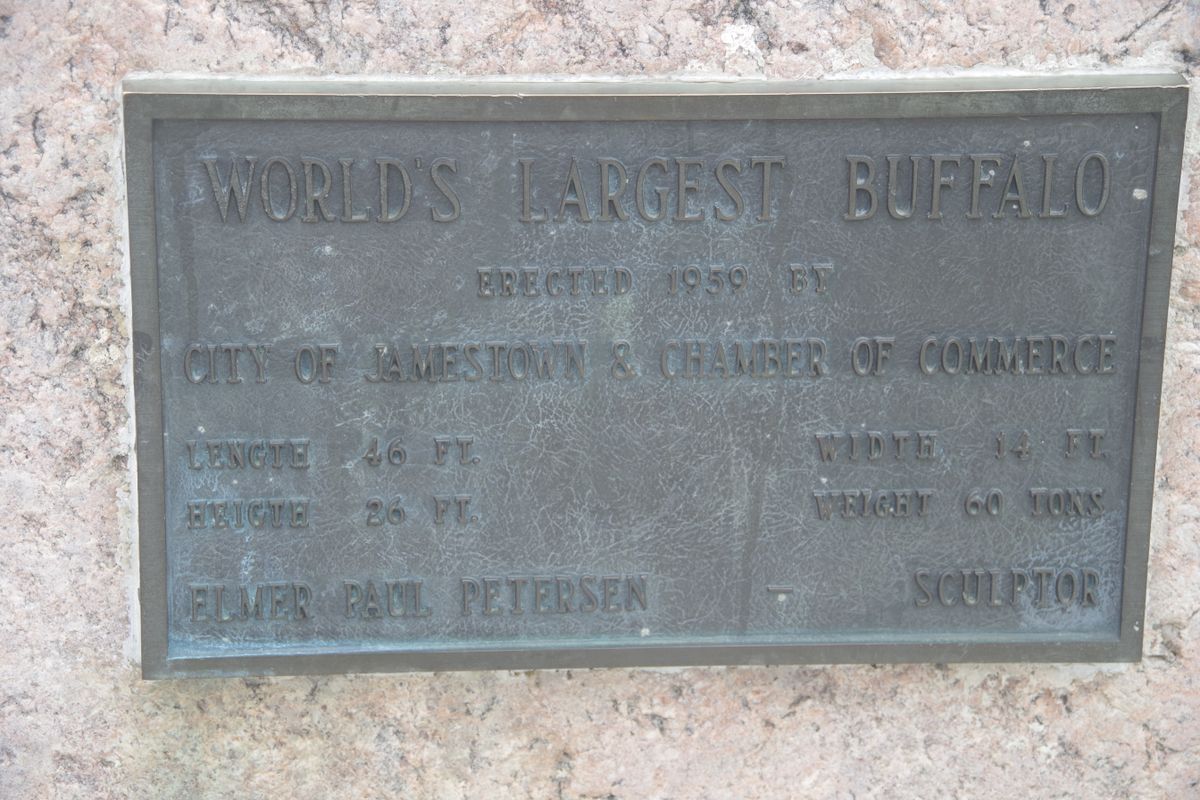 WORLD'S LARGEST BUFFALO
ERECTED 1959 BY
CITY OF JAMESTOWN & CHAMBER OF COMMERCE
LENGTH 46 FT. WIDTH 14 FT.
HEIGTH 26 FT. WEIGHT 60 TONS
ELMER PAUL PETERSEN – SCULPTOR